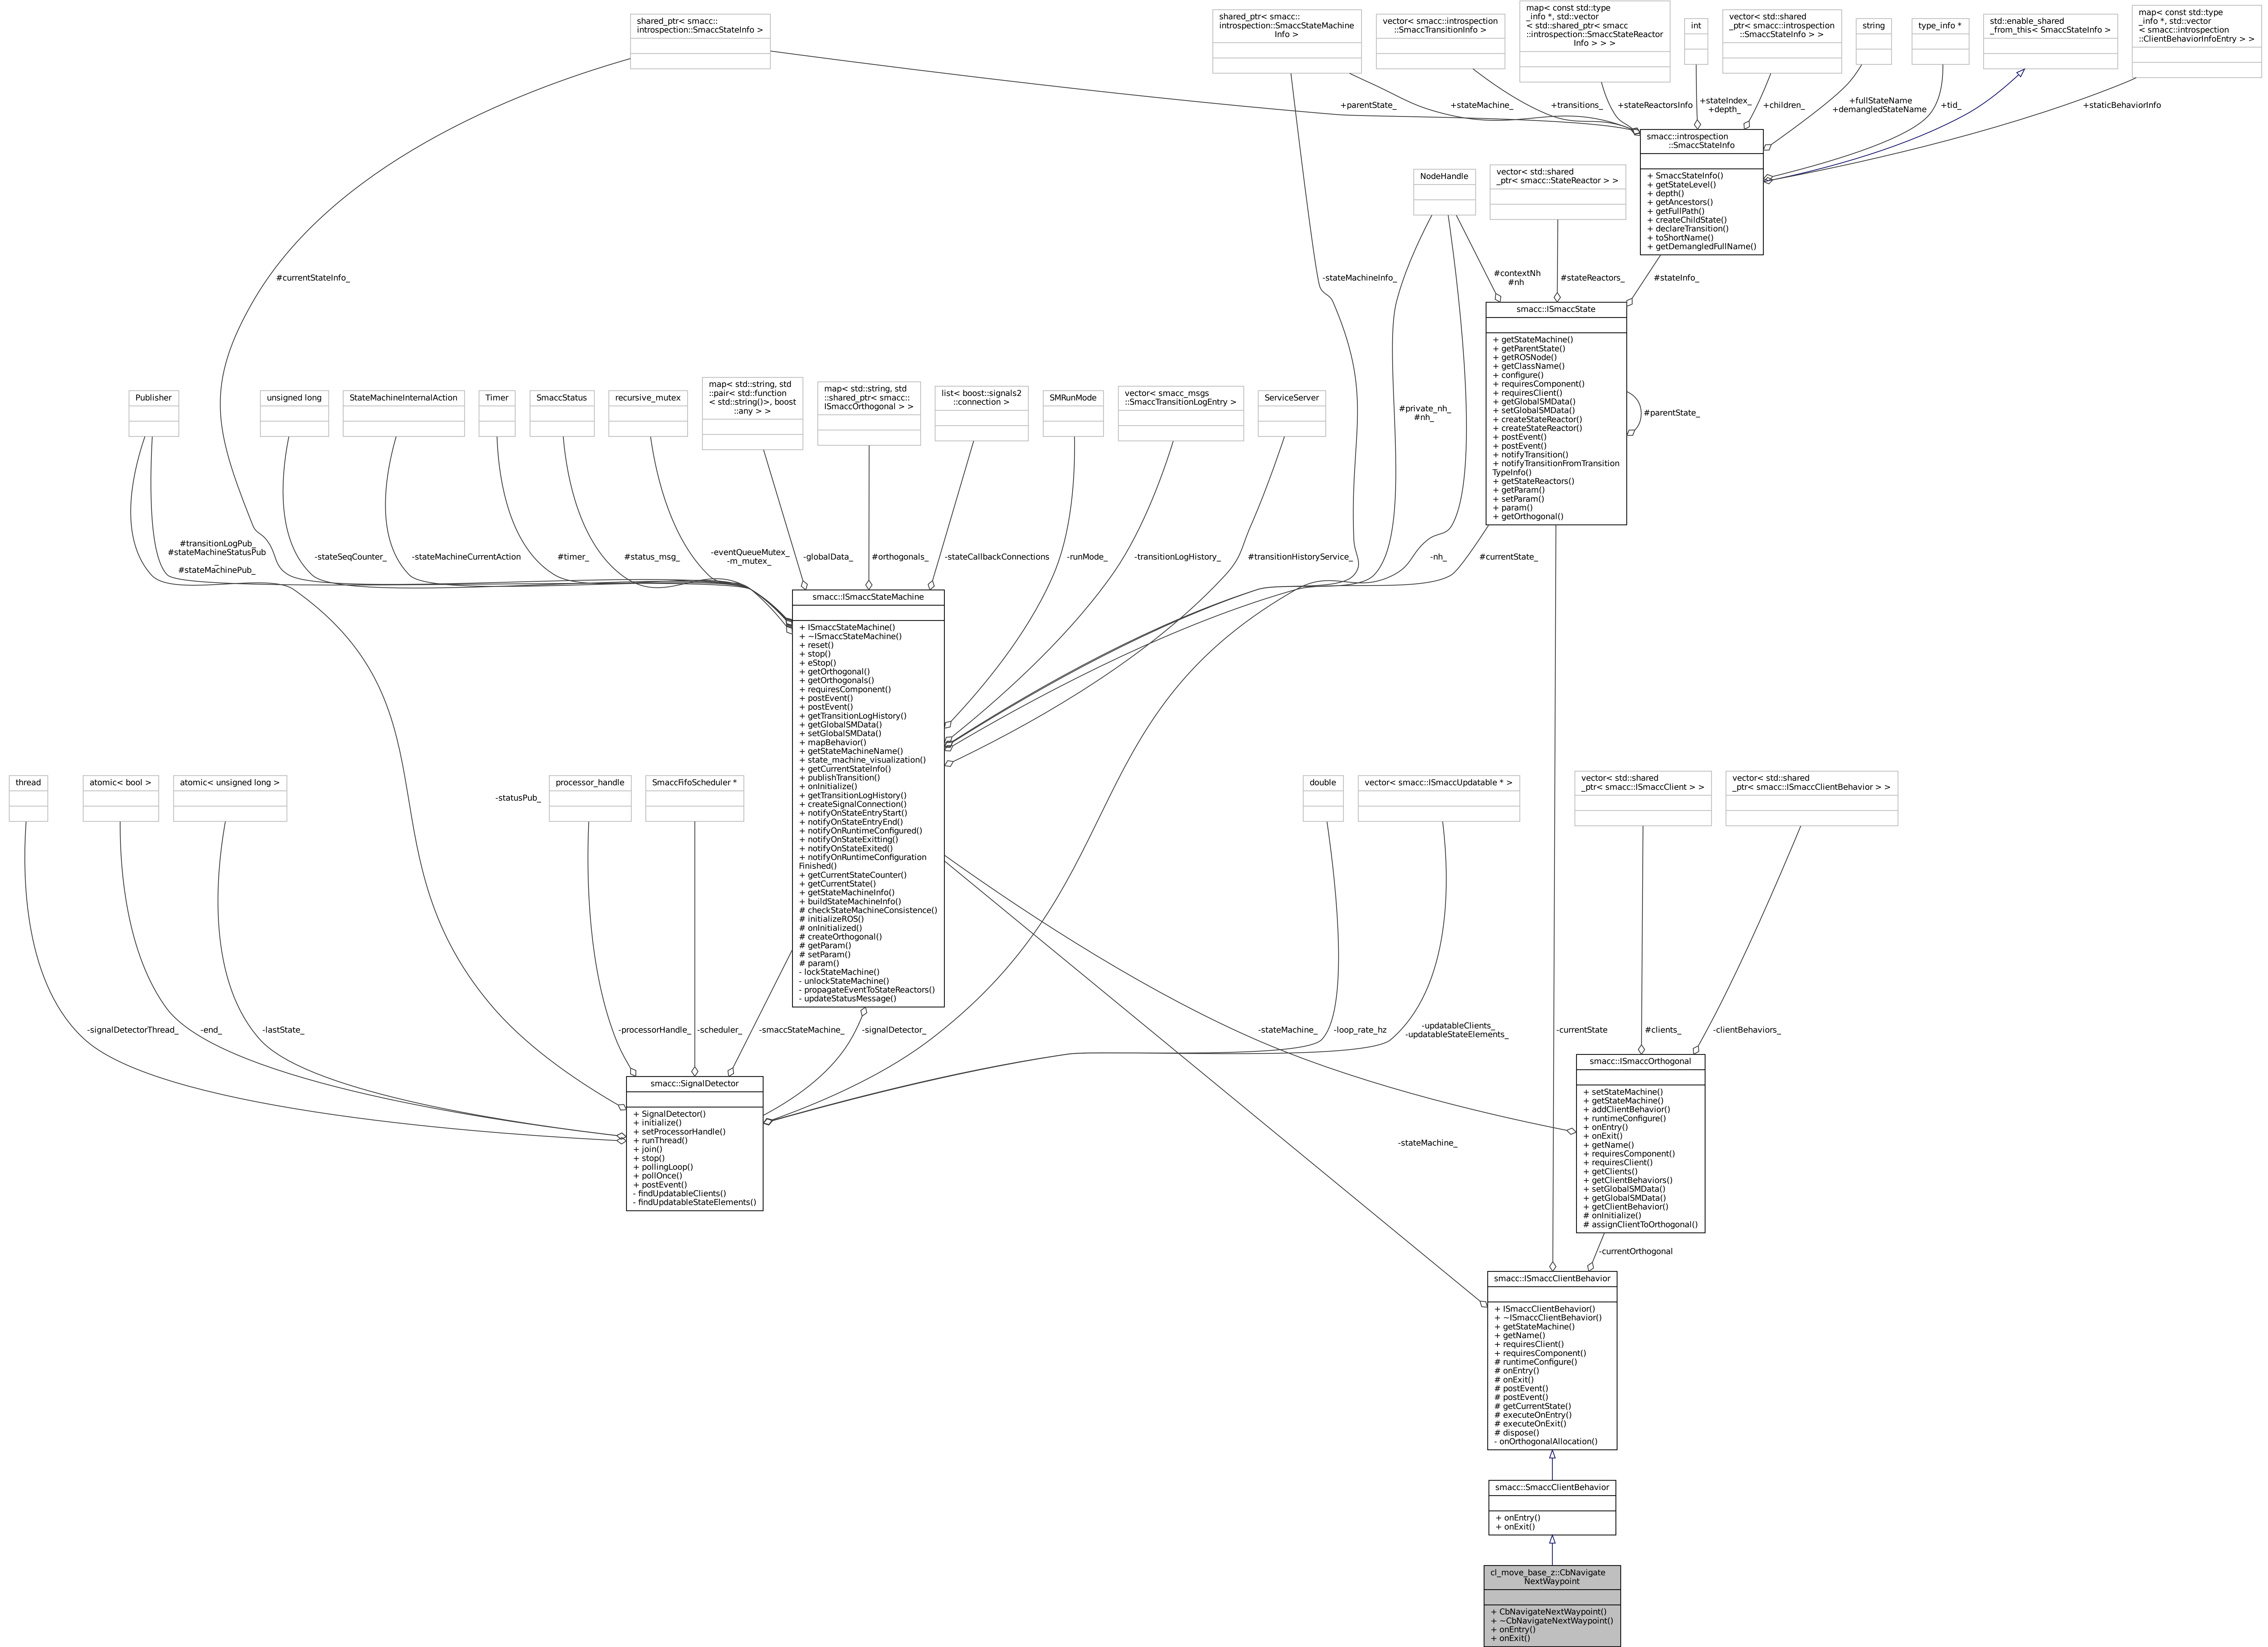 shared_ptr< smacc::
introspection::SmaccStateInfo >
shared_ptr< smacc::
introspection::SmaccStateMachine
Info >
vector< smacc::introspection
::SmaccTransitionInfo >
map< const std::type
_info *, std::vector
< std::shared_ptr< smacc
::introspection::SmaccStateReactor
Info > > >
int
vector< std::shared
_ptr< smacc::introspection
::SmaccStateInfo > >
string
type_info *
std::enable_shared
_from_this< SmaccStateInfo >
map< const std::type
_info *, std::vector
< smacc::introspection
::ClientBehaviorInfoEntry > >
+parentState_
+stateMachine_
+transitions_
+stateReactorsInfo
+stateIndex_
+depth_
+children_
+fullStateName
+demangledStateName
+tid_
+staticBehaviorInfo
smacc::introspection
::SmaccStateInfo
+ SmaccStateInfo()
+ getStateLevel()
+ depth()
+ getAncestors()
+ getFullPath()
+ createChildState()
+ declareTransition()
+ toShortName()
+ getDemangledFullName()
NodeHandle
vector< std::shared
_ptr< smacc::StateReactor > >
#currentStateInfo_
-stateMachineInfo_
#contextNh
#nh
#stateReactors_
#stateInfo_
smacc::ISmaccState
+ getStateMachine()
+ getParentState()
+ getROSNode()
+ getClassName()
+ configure()
+ requiresComponent()
+ requiresClient()
+ getGlobalSMData()
+ setGlobalSMData()
+ createStateReactor()
+ createStateReactor()
+ postEvent()
+ postEvent()
+ notifyTransition()
+ notifyTransitionFromTransition
TypeInfo()
+ getStateReactors()
+ getParam()
+ setParam()
+ param()
+ getOrthogonal()
#parentState_
Publisher
unsigned long
StateMachineInternalAction
Timer
SmaccStatus
recursive_mutex
map< std::string, std
::pair< std::function
< std::string()>, boost
::any > >
map< std::string, std
::shared_ptr< smacc::
ISmaccOrthogonal > >
list< boost::signals2
::connection >
SMRunMode
vector< smacc_msgs
::SmaccTransitionLogEntry >
ServiceServer
#private_nh_
#nh_
#transitionLogPub_
#stateMachineStatusPub
_
#stateMachinePub_
-stateSeqCounter_
-stateMachineCurrentAction
#timer_
#status_msg_
-eventQueueMutex_
-m_mutex_
-globalData_
#orthogonals_
-stateCallbackConnections
-runMode_
-transitionLogHistory_
#transitionHistoryService_
-nh_
#currentState_
smacc::ISmaccStateMachine
+ ISmaccStateMachine()
+ ~ISmaccStateMachine()
+ reset()
+ stop()
+ eStop()
+ getOrthogonal()
+ getOrthogonals()
+ requiresComponent()
+ postEvent()
+ postEvent()
+ getTransitionLogHistory()
+ getGlobalSMData()
+ setGlobalSMData()
+ mapBehavior()
+ getStateMachineName()
+ state_machine_visualization()
+ getCurrentStateInfo()
+ publishTransition()
+ onInitialize()
+ getTransitionLogHistory()
+ createSignalConnection()
+ notifyOnStateEntryStart()
+ notifyOnStateEntryEnd()
+ notifyOnRuntimeConfigured()
+ notifyOnStateExitting()
+ notifyOnStateExited()
+ notifyOnRuntimeConfiguration
Finished()
+ getCurrentStateCounter()
+ getCurrentState()
+ getStateMachineInfo()
+ buildStateMachineInfo()
# checkStateMachineConsistence()
# initializeROS()
# onInitialized()
# createOrthogonal()
# getParam()
# setParam()
# param()
- lockStateMachine()
- unlockStateMachine()
- propagateEventToStateReactors()
- updateStatusMessage()
thread
atomic< bool >
atomic< unsigned long >
-statusPub_
processor_handle
SmaccFifoScheduler *
double
vector< smacc::ISmaccUpdatable * >
vector< std::shared
_ptr< smacc::ISmaccClient > >
vector< std::shared
_ptr< smacc::ISmaccClientBehavior > >
-signalDetectorThread_
-end_
-lastState_
-processorHandle_
-scheduler_
-smaccStateMachine_
-signalDetector_
-stateMachine_
-loop_rate_hz
-updatableClients_
-updatableStateElements_
-currentState
#clients_
-clientBehaviors_
smacc::SignalDetector
+ SignalDetector()
+ initialize()
+ setProcessorHandle()
+ runThread()
+ join()
+ stop()
+ pollingLoop()
+ pollOnce()
+ postEvent()
- findUpdatableClients()
- findUpdatableStateElements()
smacc::ISmaccOrthogonal
+ setStateMachine()
+ getStateMachine()
+ addClientBehavior()
+ runtimeConfigure()
+ onEntry()
+ onExit()
+ getName()
+ requiresComponent()
+ requiresClient()
+ getClients()
+ getClientBehaviors()
+ setGlobalSMData()
+ getGlobalSMData()
+ getClientBehavior()
# onInitialize()
# assignClientToOrthogonal()
-stateMachine_
-currentOrthogonal
smacc::ISmaccClientBehavior
+ ISmaccClientBehavior()
+ ~ISmaccClientBehavior()
+ getStateMachine()
+ getName()
+ requiresClient()
+ requiresComponent()
# runtimeConfigure()
# onEntry()
# onExit()
# postEvent()
# postEvent()
# getCurrentState()
# executeOnEntry()
# executeOnExit()
# dispose()
- onOrthogonalAllocation()
smacc::SmaccClientBehavior
+ onEntry()
+ onExit()
cl_move_base_z::CbNavigate
NextWaypoint
+ CbNavigateNextWaypoint()
+ ~CbNavigateNextWaypoint()
+ onEntry()
+ onExit()